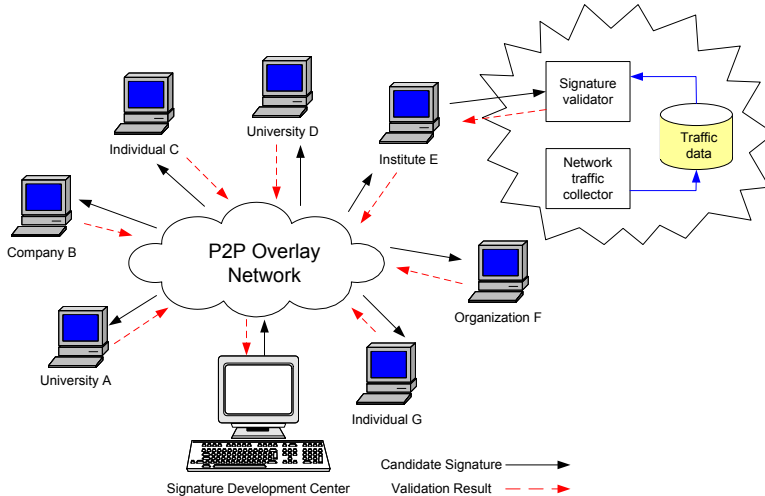 University D
Individual C
Institute E
Signature
validator
Traffic
data
Network
traffic
collector
Company B
P2P Overlay
Network
Organization F
University A
Individual G
Signature Development Center
Candidate Signature
Validation Result